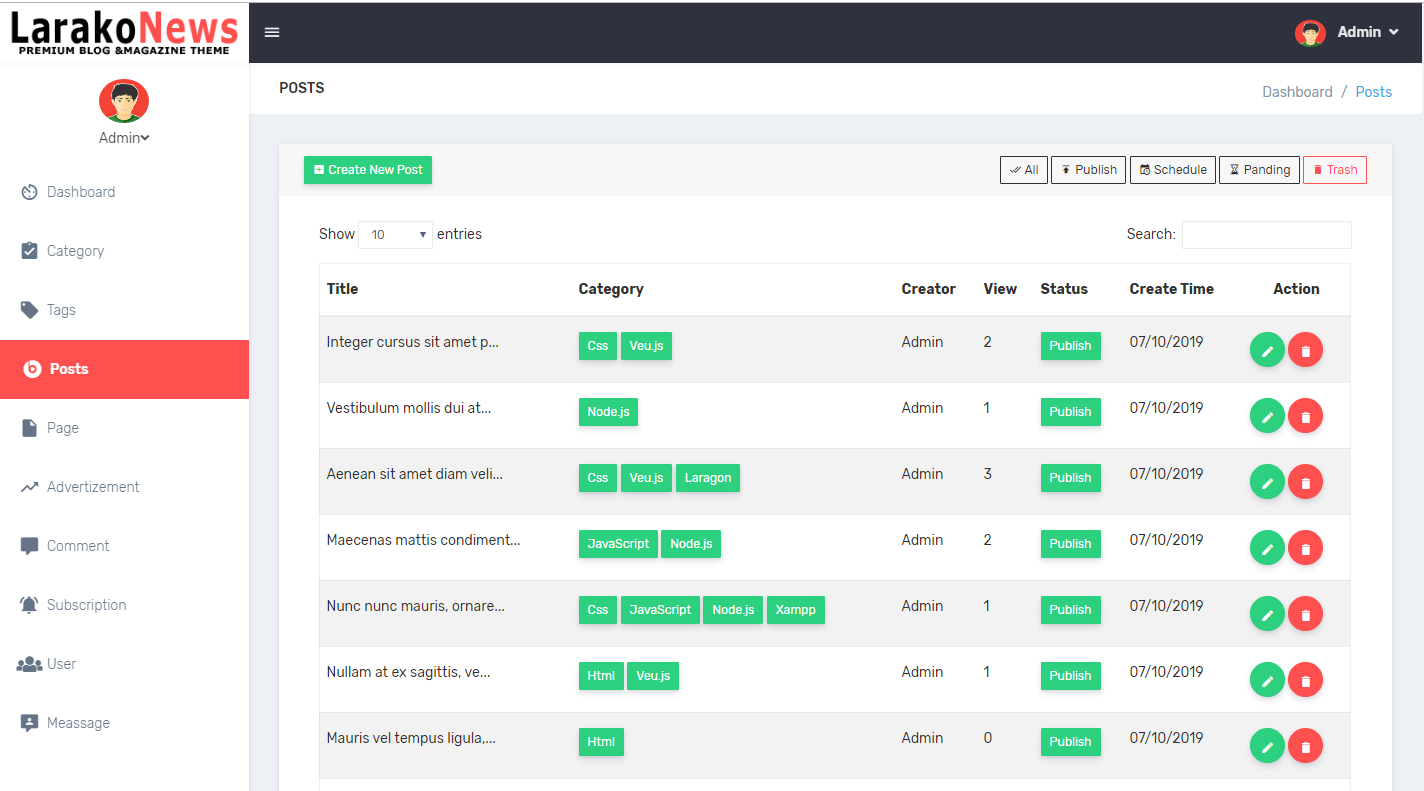 LarakoNews
PREMIUM BLOG &MAGAZINE THEME
Admin
Admin
Dashboard
Category
Tags
Posts
Page
Advertizement
Comment
Subscription
User
Meassage
POSTS
Dashboard / Posts
Create New Post
All Publish Schedule Panding Trash
Show 10 entries
Search:
Title Category Creator View Status Create Time Action
Integer cursus sit amet p... Css Veu.js Admin 2 Publish 07/10/2019
Vestibulum mollis dui at... Node.js Admin 1 Publish 07/10/2019
Aenean sit amet diam veli... Css Veu.js Laragon Admin 3 Publish 07/10/2019
Maecenas mattis condiment... JavaScript Node.js Admin 2 Publish 07/10/2019
Nunc nunc mauris, ornare... Css JavaScript Node.js Xampp Admin 1 Publish 07/10/2019
Nullam at ex sagittis, ve... Html Veu.js Admin 1 Publish 07/10/2019
Mauris vel tempus ligula,... Html Admin 0 Publish 07/10/2019